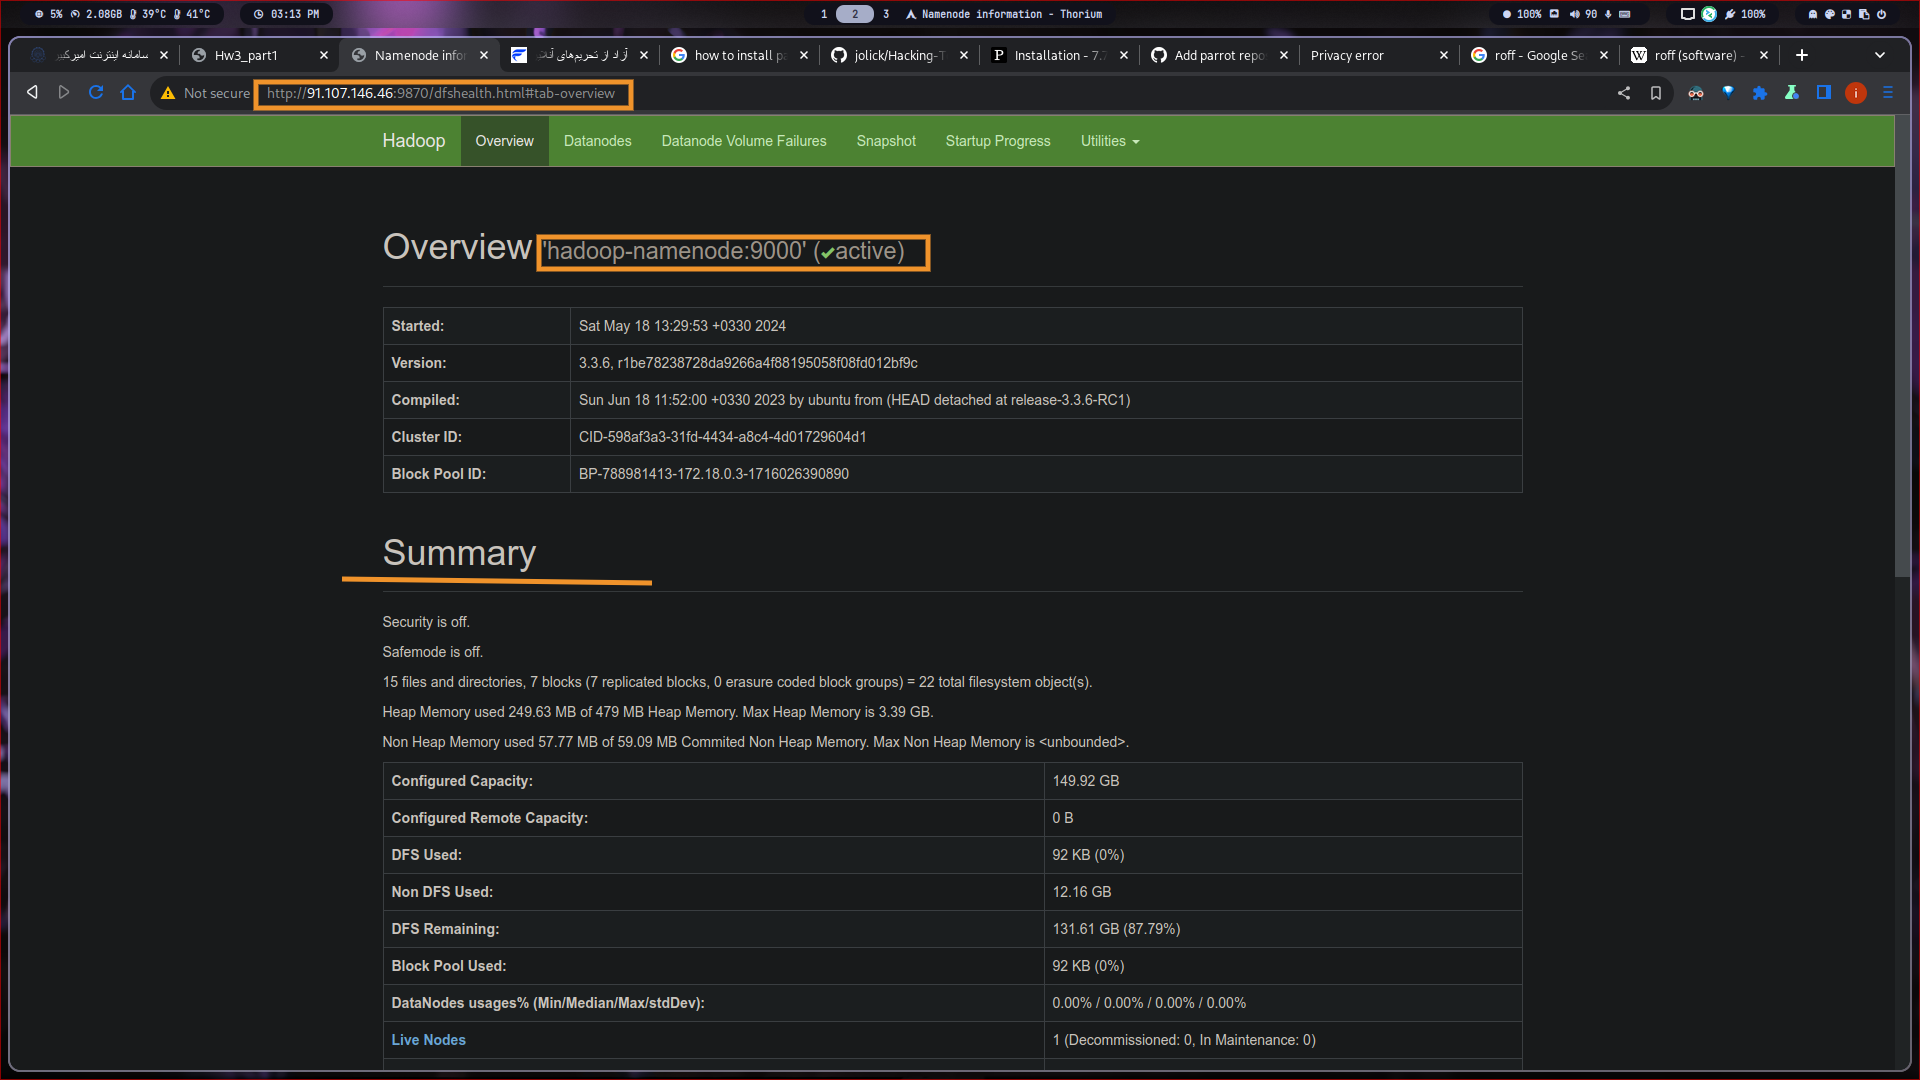 5% 2.08GB 39°C 41°C 03:13 PM 1 2 3 Namenode information - Thorium 100% 90 100%
سامانه اینترنت امیرکبیر Hw3_part1 Namenode infor آزاد از تحریم‌های آنلا how to install pa jolick/Hacking-T Installation - 7. Add parrot repo Privacy error roff - Google Se roff (software) -
Not secure http://91.107.146.46:9870/dfshealth.html#tab-overview
Hadoop Overview Datanodes Datanode Volume Failures Snapshot Startup Progress Utilities
Overview 'hadoop-namenode:9000' (✔active)
Started: Sat May 18 13:29:53 +0330 2024
Version: 3.3.6, r1be78238728da9266a4f88195058f08fd012bf9c
Compiled: Sun Jun 18 11:52:00 +0330 2023 by ubuntu from (HEAD detached at release-3.3.6-RC1)
Cluster ID: CID-598af3a3-31fd-4434-a8c4-4d01729604d1
Block Pool ID: BP-788981413-172.18.0.3-1716026390890
Summary
Security is off.
Safemode is off.
15 files and directories, 7 blocks (7 replicated blocks, 0 erasure coded block groups) = 22 total filesystem object(s).
Heap Memory used 249.63 MB of 479 MB Heap Memory. Max Heap Memory is 3.39 GB.
Non Heap Memory used 57.77 MB of 59.09 MB Commited Non Heap Memory. Max Non Heap Memory is <unbounded>.
Configured Capacity: 149.92 GB
Configured Remote Capacity: 0 B
DFS Used: 92 KB (0%)
Non DFS Used: 12.16 GB
DFS Remaining: 131.61 GB (87.79%)
Block Pool Used: 92 KB (0%)
DataNodes usages% (Min/Median/Max/stdDev): 0.00% / 0.00% / 0.00% / 0.00%
Live Nodes 1 (Decommissioned: 0, In Maintenance: 0)